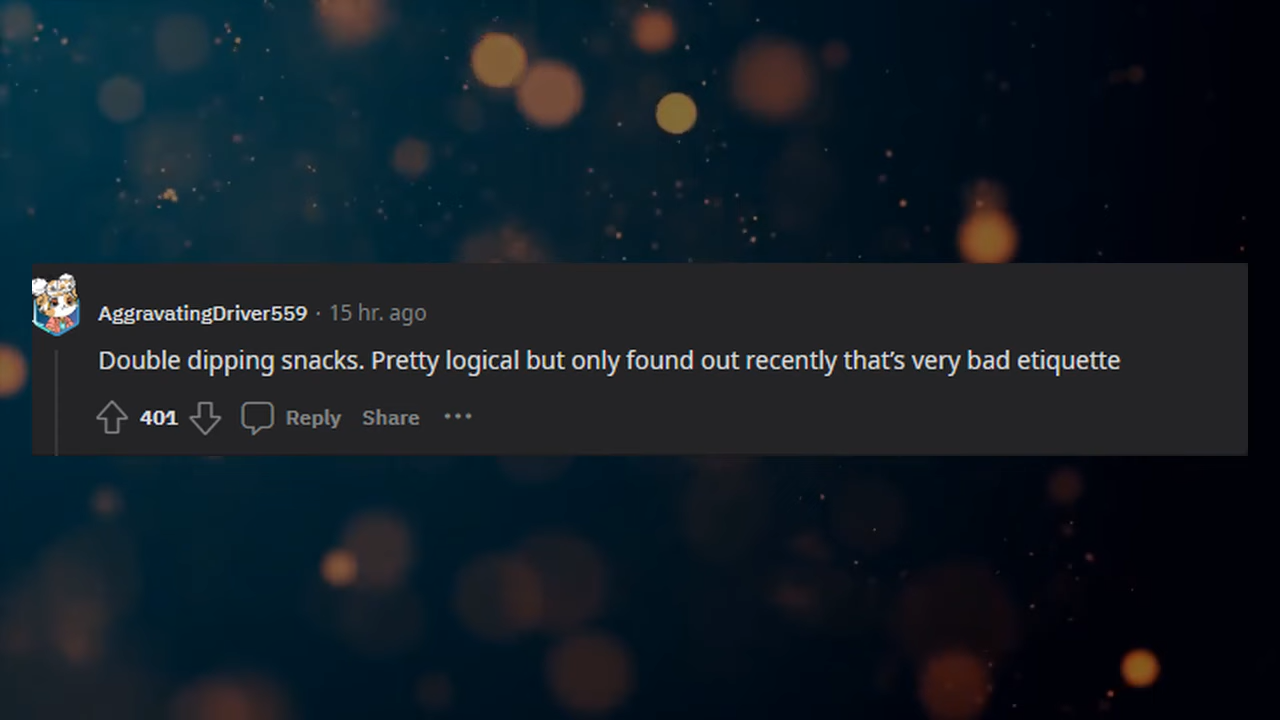 AggravatingDriver559 · 15 hr. ago
Double dipping snacks. Pretty logical but only found out recently that’s very bad etiquette
401 Reply Share ···